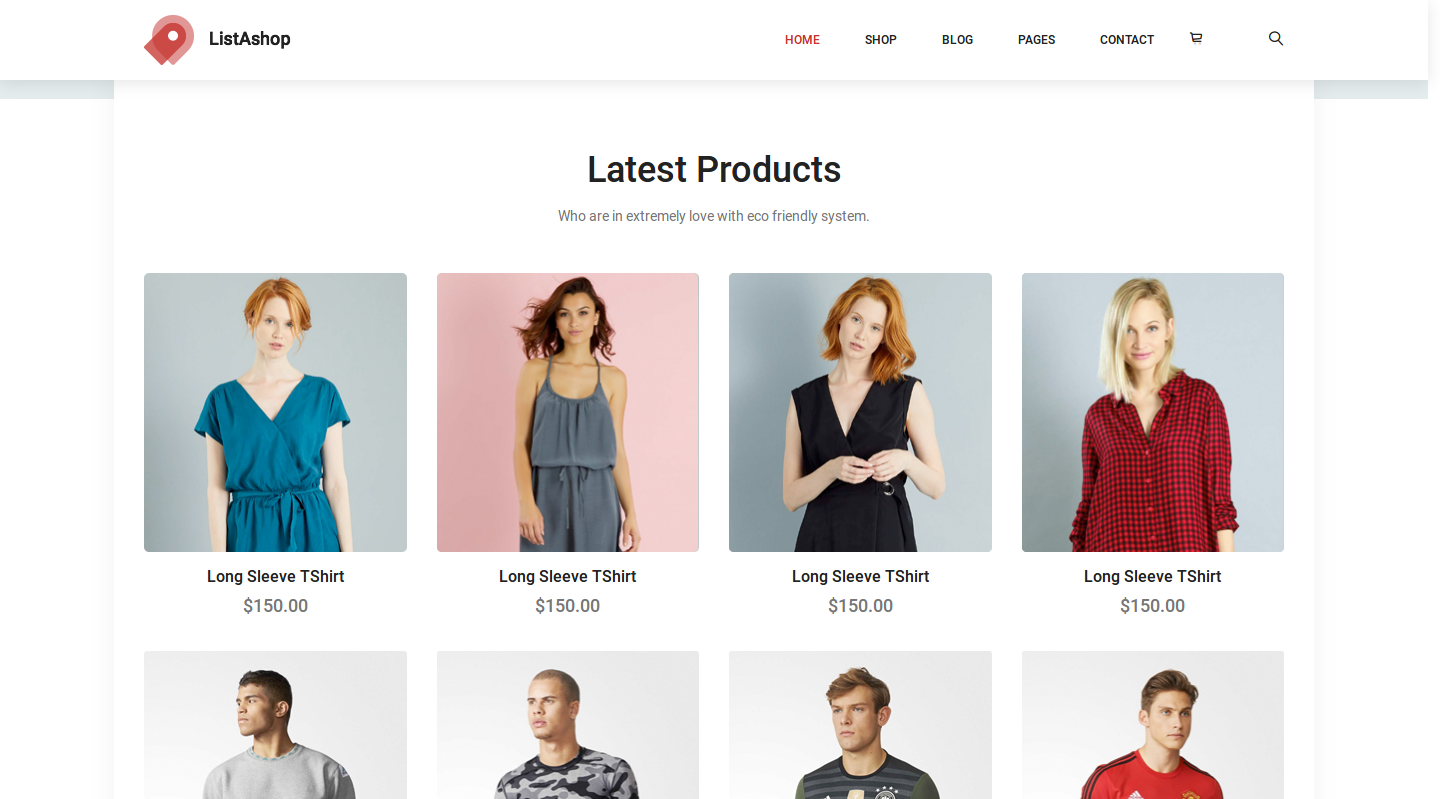 ListAshop
HOME SHOP BLOG PAGES CONTACT
Latest Products
Who are in extremely love with eco friendly system.
Long Sleeve TShirt Long Sleeve TShirt Long Sleeve TShirt Long Sleeve TShirt
$150.00 $150.00 $150.00 $150.00